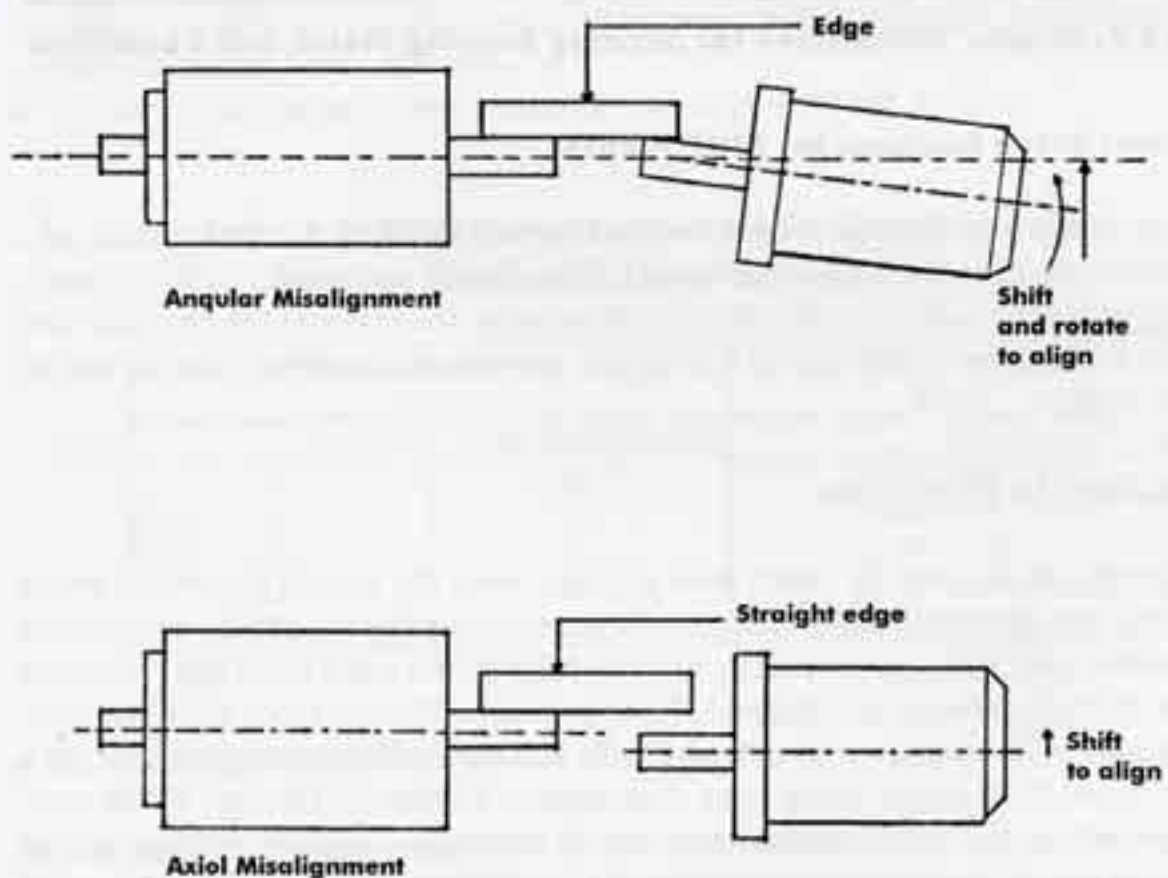 Edge
Anqular Misalignment
Shift
and rotate
to align
Straight edge
Shift
to align
Axiol Misalignment